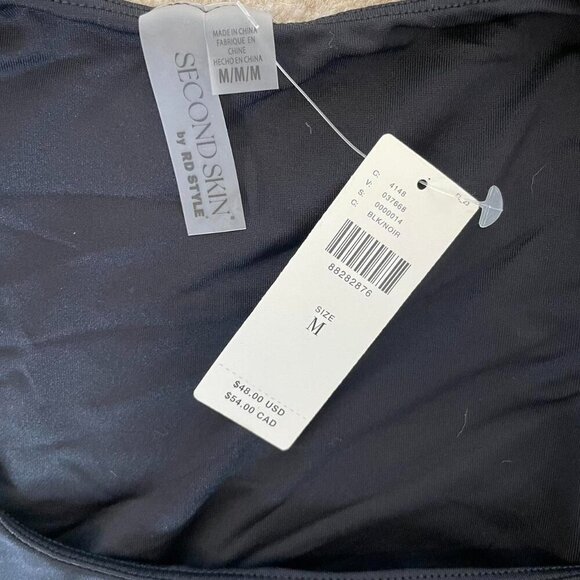 MADE IN CHINA
FABRIQUE EN
CHINE
HECHO EN CHINA
M/M/M
SECOND SKIN®
by RD STYLE
C: 4148
V: 037668
S: 0000014
C: BLK/NOIR
88282876
SIZE
M
$48.00 USD
$54.00 CAD